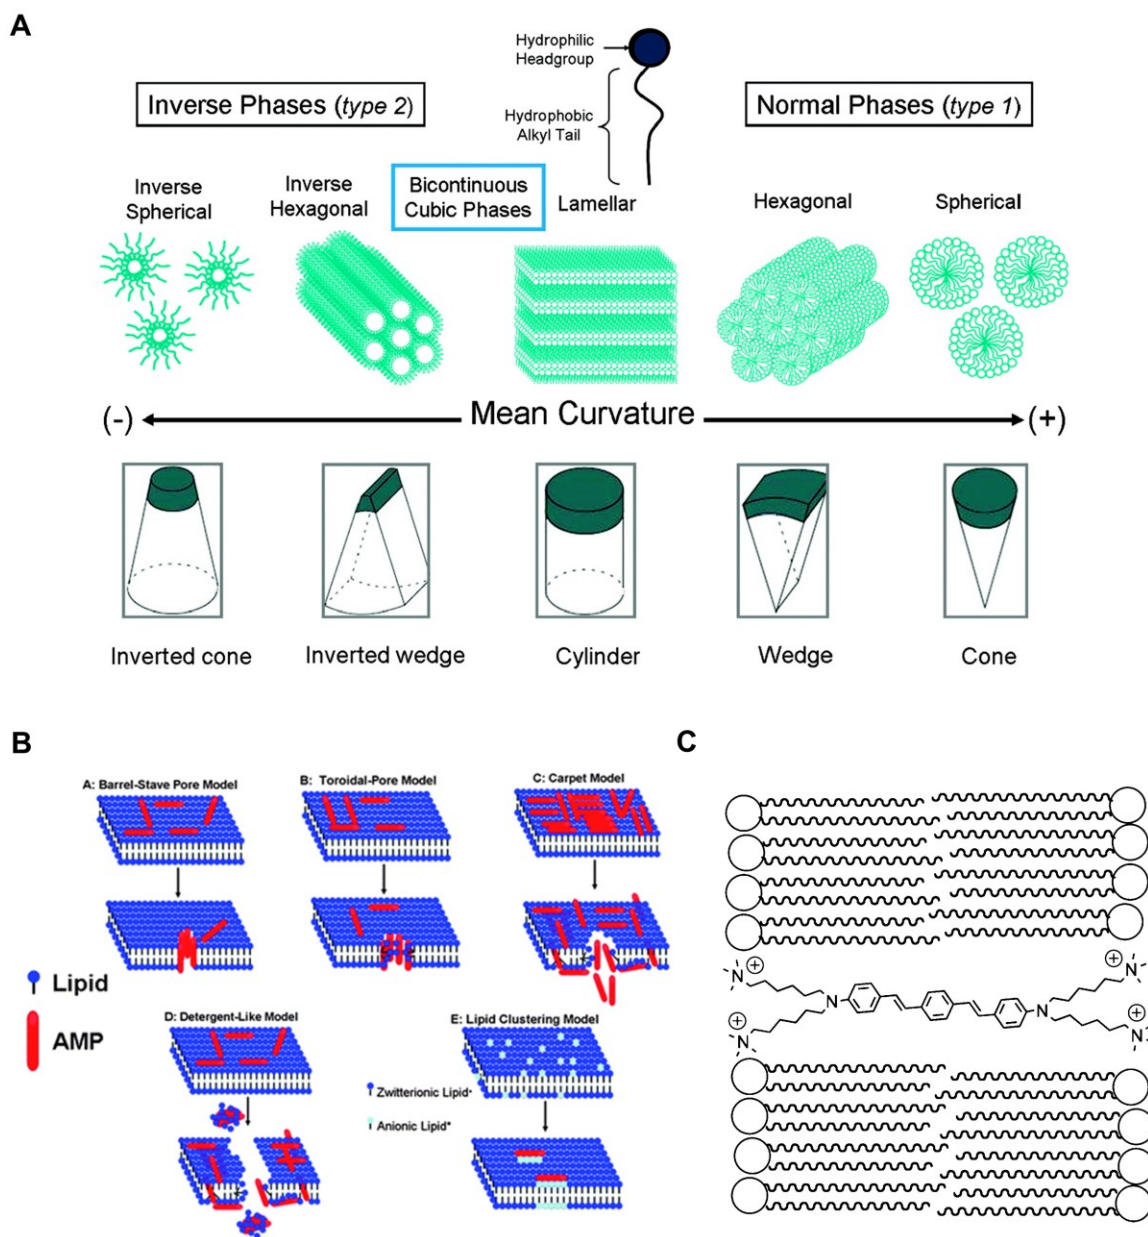 A
Hydrophilic
Headgroup
Hydrophobic
Alkyl Tail
Inverse Phases (type 2)
Normal Phases (type 1)
Inverse
Spherical
Inverse
Hexagonal
Bicontinuous
Cubic Phases
Lamellar
Hexagonal
Spherical
(-)
Mean Curvature
(+)
Inverted cone
Inverted wedge
Cylinder
Wedge
Cone
B
A: Barrel-Stave Pore Model
B: Toroidal-Pore Model
C: Carpet Model
Lipid
AMP
D: Detergent-Like Model
E: Lipid Clustering Model
Zwitterionic Lipid*
Anionic Lipid*
C
N
+
N
+
N
N
N
+
N
+